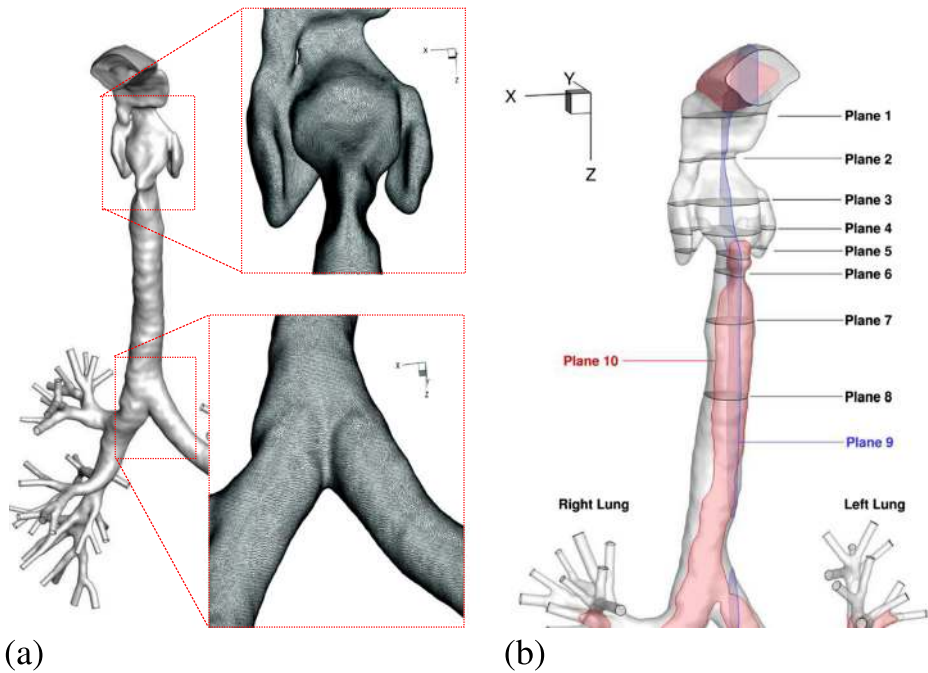 X
Z
X
Y
Z
X
Y
Z
Plane 1
Plane 2
Plane 3
Plane 4
Plane 5
Plane 6
Plane 7
Plane 10
Plane 8
Plane 9
Right Lung
Left Lung
(a)
(b)